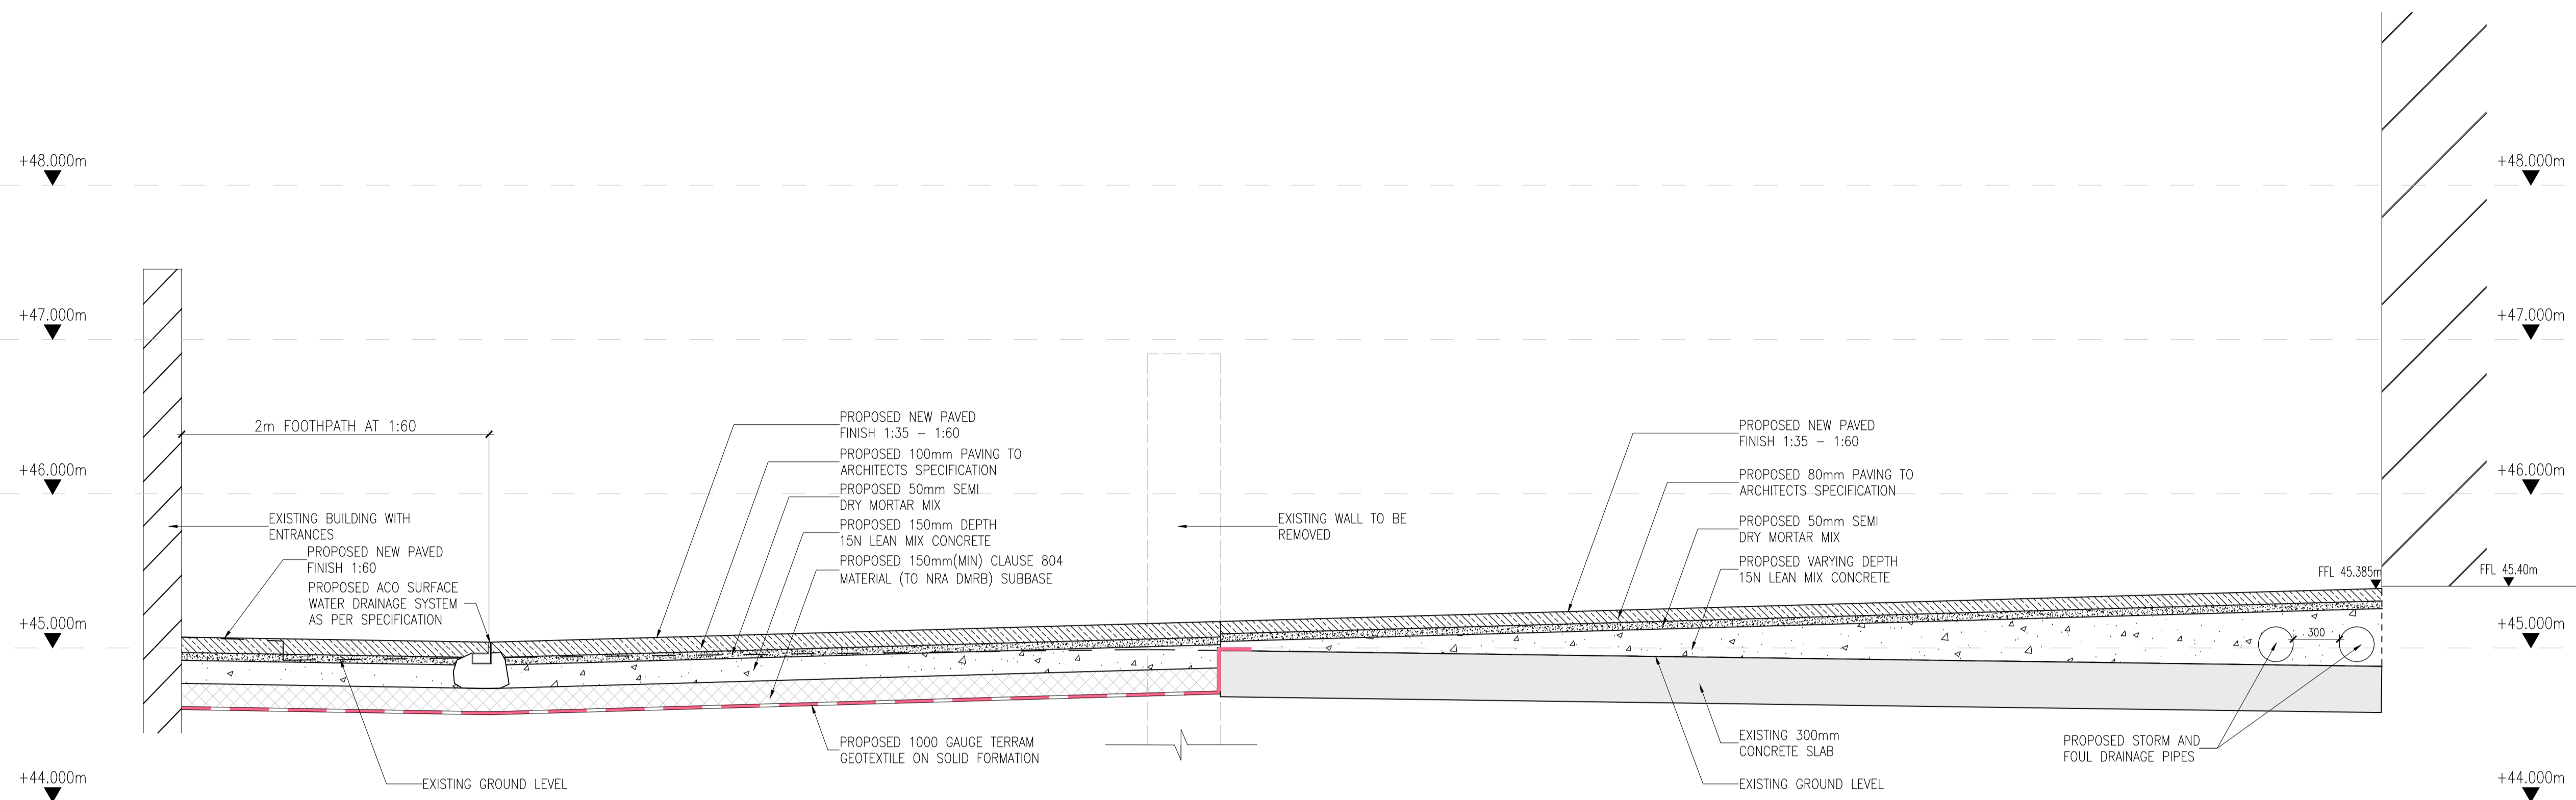 +48.000m
+47.000m
+46.000m
+45.000m
+44.000m
2m FOOTHPATH AT 1:60
EXISTING BUILDING WITH
ENTRANCES
PROPOSED NEW PAVED
FINISH 1:60
PROPOSED ACO SURFACE
WATER DRAINAGE SYSTEM
AS PER SPECIFICATION
EXISTING GROUND LEVEL
PROPOSED NEW PAVED
FINISH 1:35 - 1:60
PROPOSED 100mm PAVING TO
ARCHITECTS SPECIFICATION
PROPOSED 50mm SEMI
DRY MORTAR MIX
PROPOSED 150mm DEPTH
15N LEAN MIX CONCRETE
PROPOSED 150mm(MIN) CLAUSE 804
MATERIAL (TO NRA DMRB) SUBBASE
PROPOSED 1000 GAUGE TERRAM
GEOTEXTILE ON SOLID FORMATION
EXISTING WALL TO BE
REMOVED
PROPOSED NEW PAVED
FINISH 1:35 - 1:60
PROPOSED 80mm PAVING TO
ARCHITECTS SPECIFICATION
PROPOSED 50mm SEMI
DRY MORTAR MIX
PROPOSED VARYING DEPTH
15N LEAN MIX CONCRETE
EXISTING 300mm
CONCRETE SLAB
EXISTING GROUND LEVEL
FFL 45.385m
300
PROPOSED STORM AND
FOUL DRAINAGE PIPES
FFL 45.40m
+48.000m
+47.000m
+46.000m
+45.000m
+44.000m